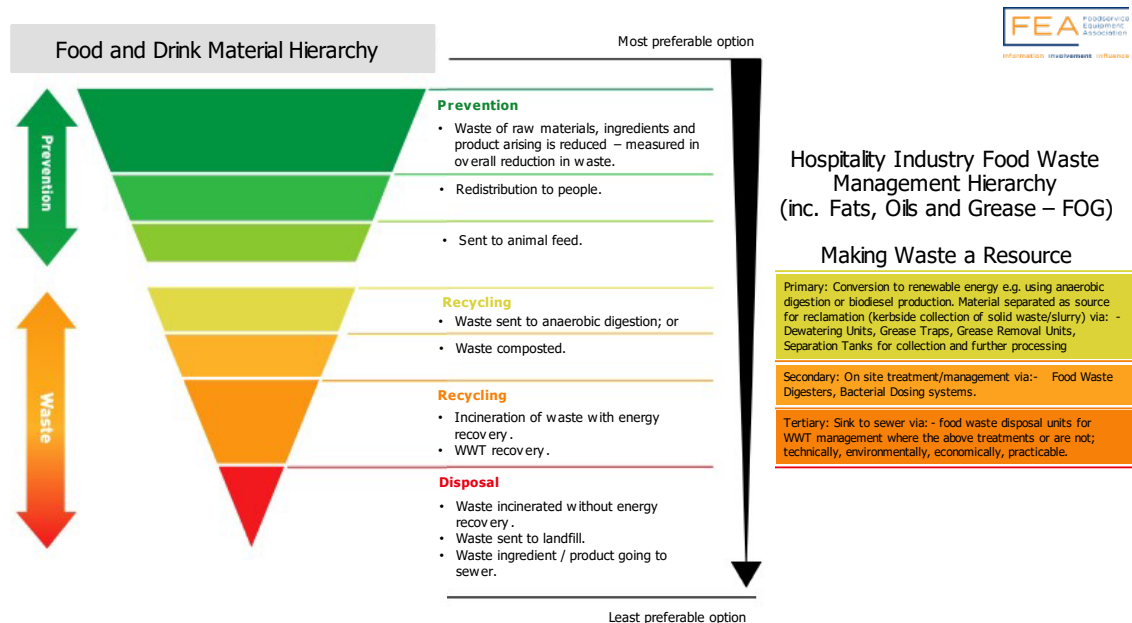 Food and Drink Material Hierarchy
Most preferable option
FEA Foodservice
Equipment
Association
Information Involvement Influence
Prevention
Waste
Prevention
• Waste of raw materials, ingredients and
product arising is reduced – measured in
overall reduction in waste.
• Redistribution to people.
• Sent to animal feed.
Recycling
• Waste sent to anaerobic digestion; or
• Waste composted.
Recycling
• Incineration of waste with energy
recovery.
• WWT recovery.
Disposal
• Waste incinerated without energy
recovery.
• Waste sent to landfill.
• Waste ingredient / product going to
sewer.
Least preferable option
Hospitality Industry Food Waste
Management Hierarchy
(inc. Fats, Oils and Grease – FOG)
Making Waste a Resource
Primary: Conversion to renewable energy e.g. using anaerobic
digestion or biodiesel production. Material separated as source
for reclamation (kerbside collection of solid waste/slurry) via: -
Dewatering Units, Grease Traps, Grease Removal Units,
Separation Tanks for collection and further processing
Secondary: On site treatment/management via:- Food Waste
Digesters, Bacterial Dosing systems.
Tertiary: Sink to sewer via: - food waste disposal units for
WWT management where the above treatments or are not;
technically, environmentally, economically, practicable.